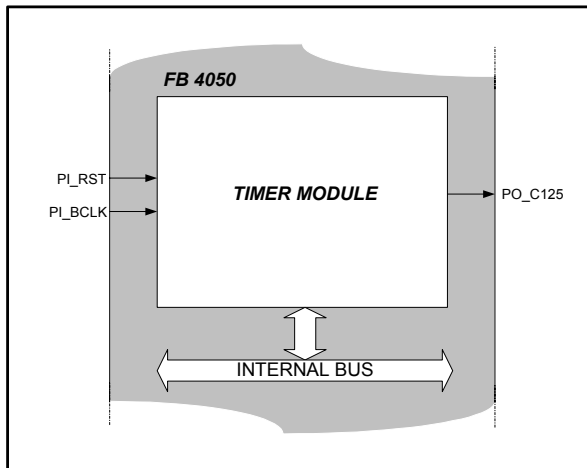 FB 4050
PI_RST
TIMER MODULE
PO_C125
PI_BCLK
INTERNAL BUS